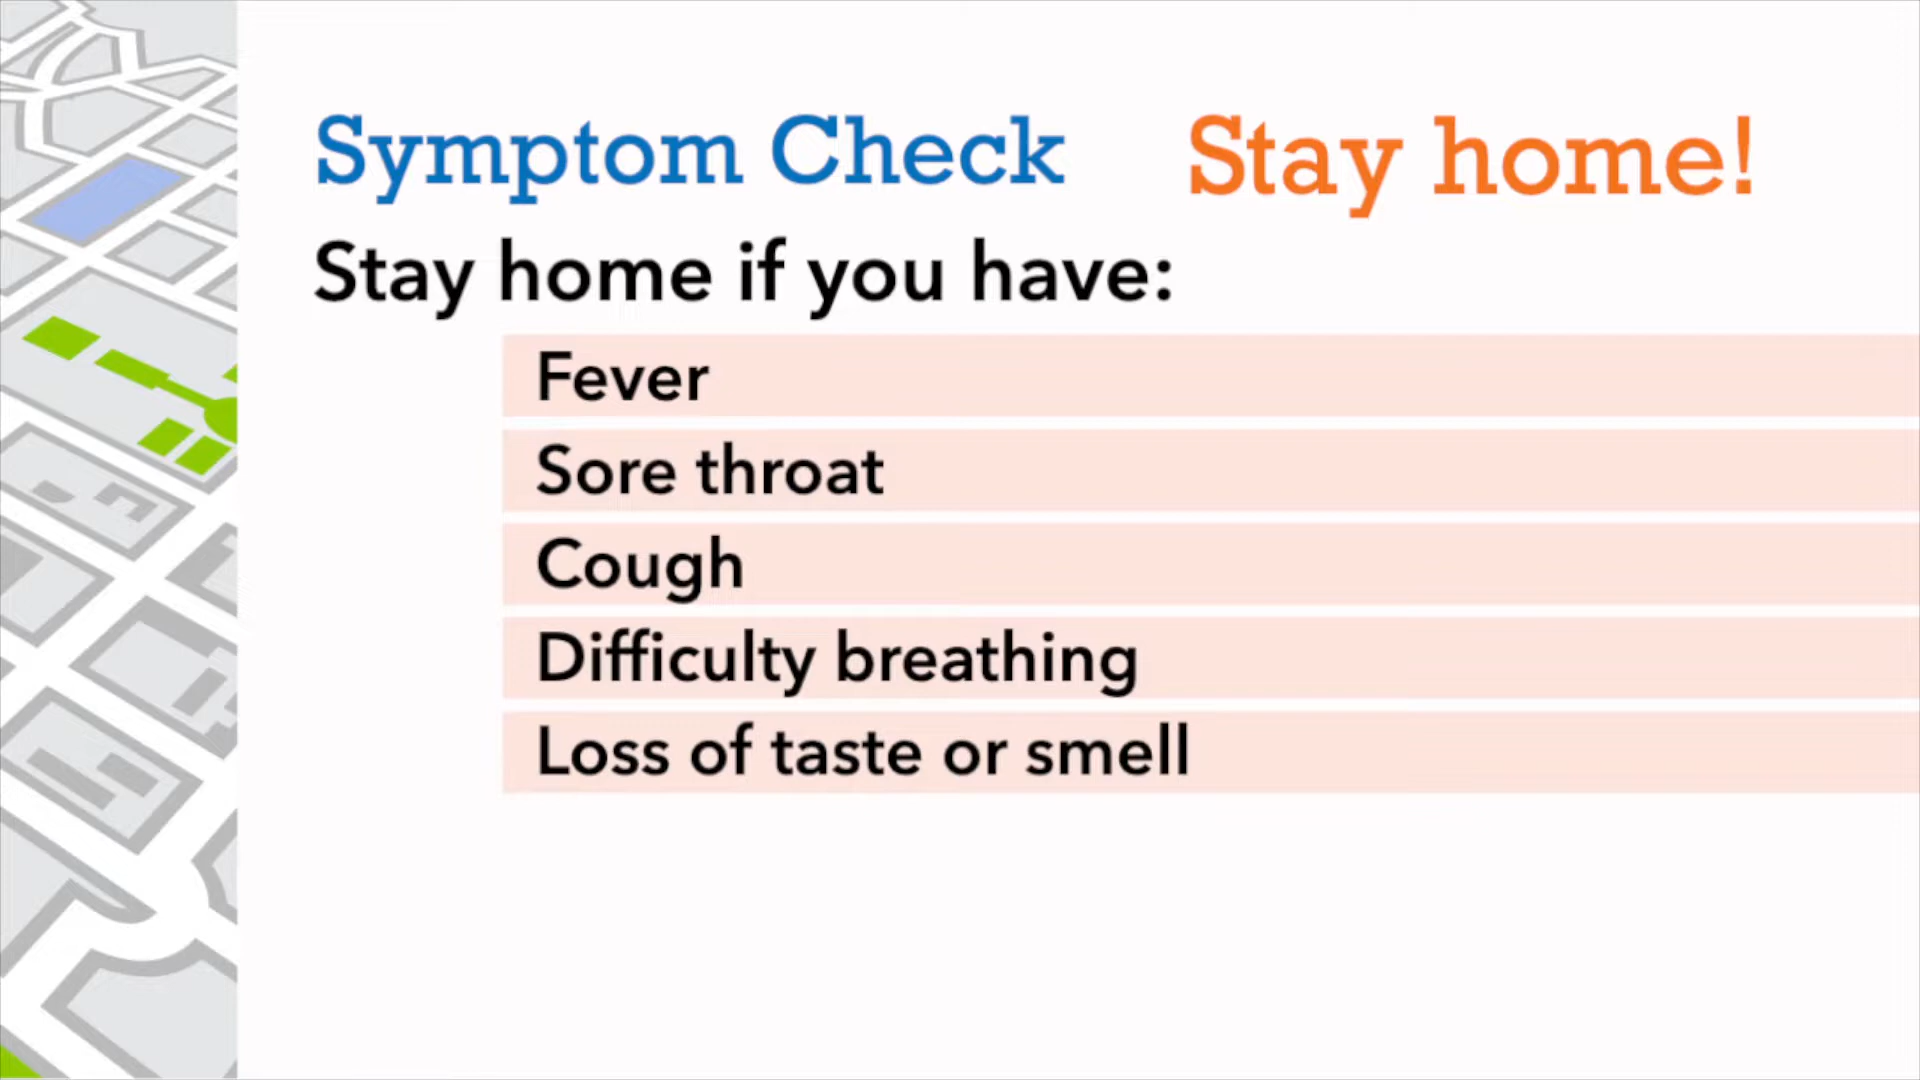 Symptom Check Stay home!
Stay home if you have:
Fever
Sore throat
Cough
Difficulty breathing
Loss of taste or smell